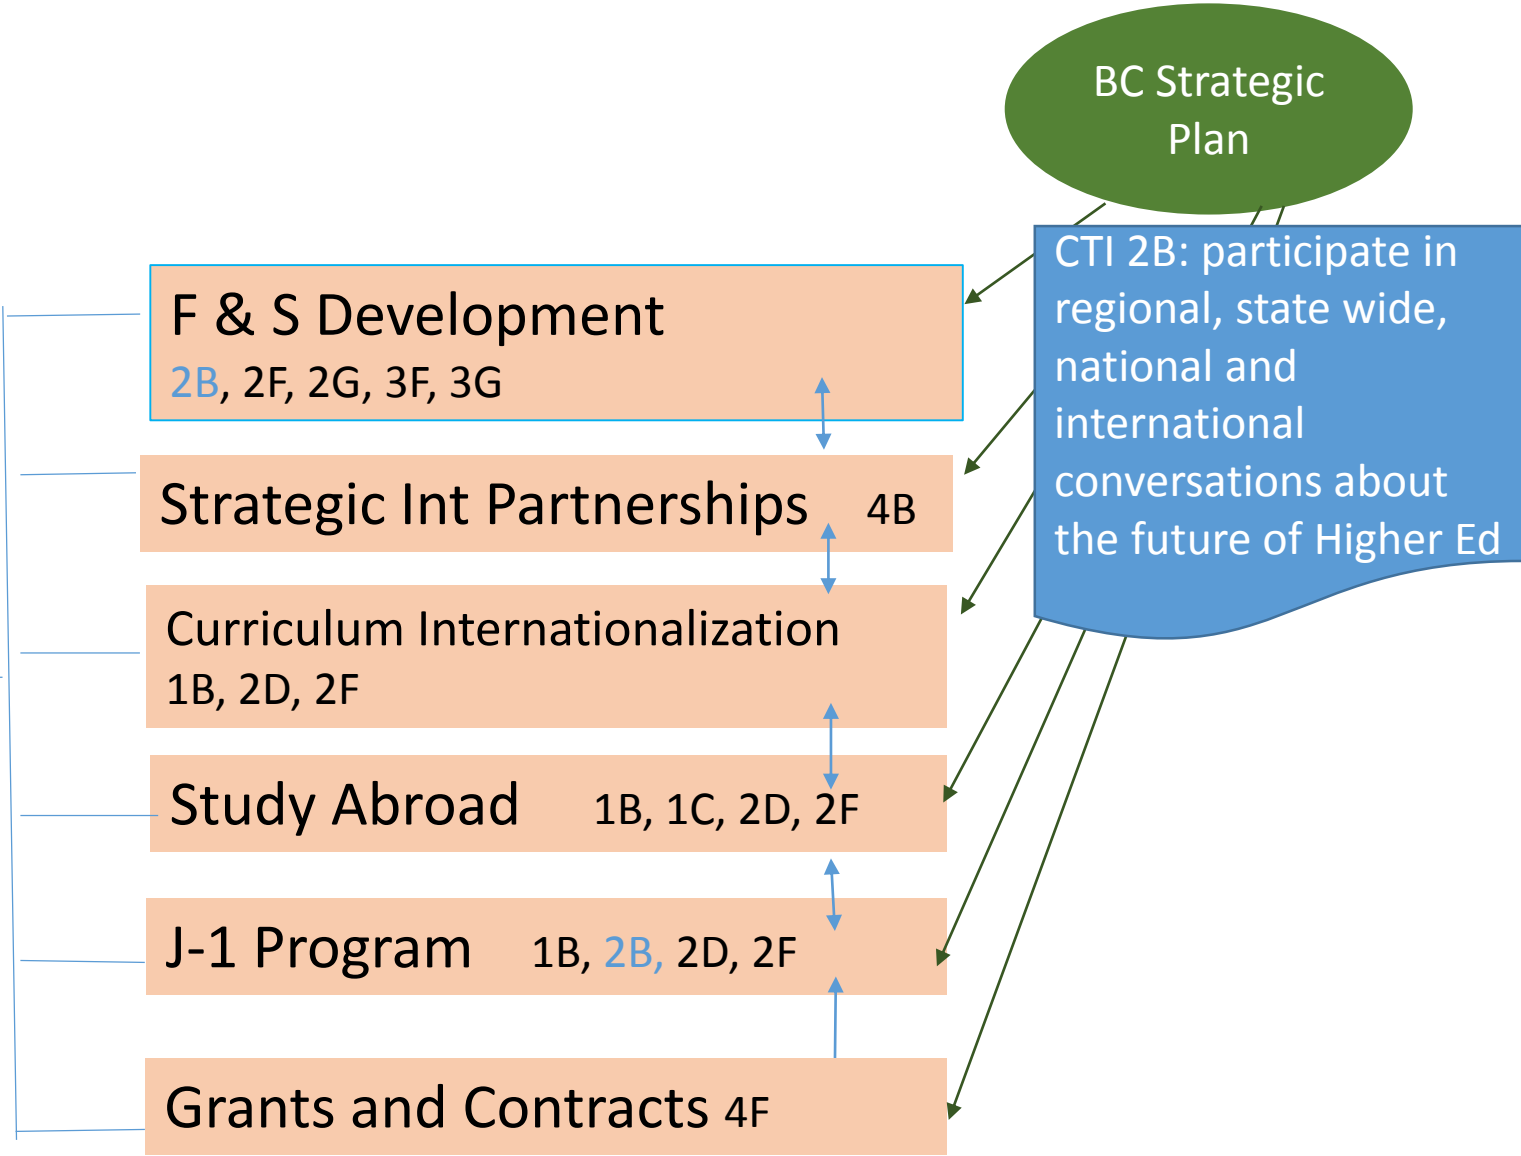 BC Strategic
Plan
CTI 2B: participate in
regional, state wide,
national and
international
conversations about
the future of Higher Ed
F & S Development
2B, 2F, 2G, 3F, 3G
Strategic Int Partnerships 4B
Curriculum Internationalization
1B, 2D, 2F
Study Abroad 1B, 1C, 2D, 2F
J-1 Program 1B, 2B, 2D, 2F
Grants and Contracts 4F